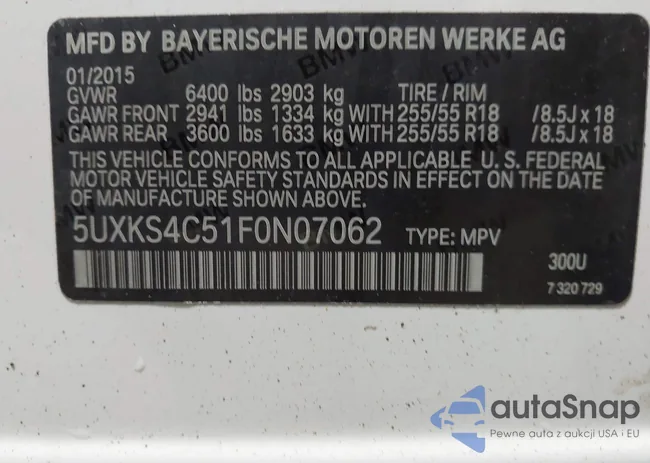 MFD BY BAYERISCHE MOTOREN WERKE AG
01/2015
GVWR 6400 lbs 2903 kg TIRE / RIM
GAWR FRONT 2941 lbs 1334 kg WITH 255/55 R18 /8.5J x 18
GAWR REAR 3600 lbs 1633 kg WITH 255/55 R18 /8.5J x 18
THIS VEHICLE CONFORMS TO ALL APPLICABLE U. S. FEDERAL
MOTOR VEHICLE SAFETY STANDARDS IN EFFECT ON THE DATE
OF MANUFACTURE SHOWN ABOVE.
5UXKS4C51F0N07062 TYPE: MPV
300U
7 320 729
autaSnap
Pewne auta z aukcji USA i EU